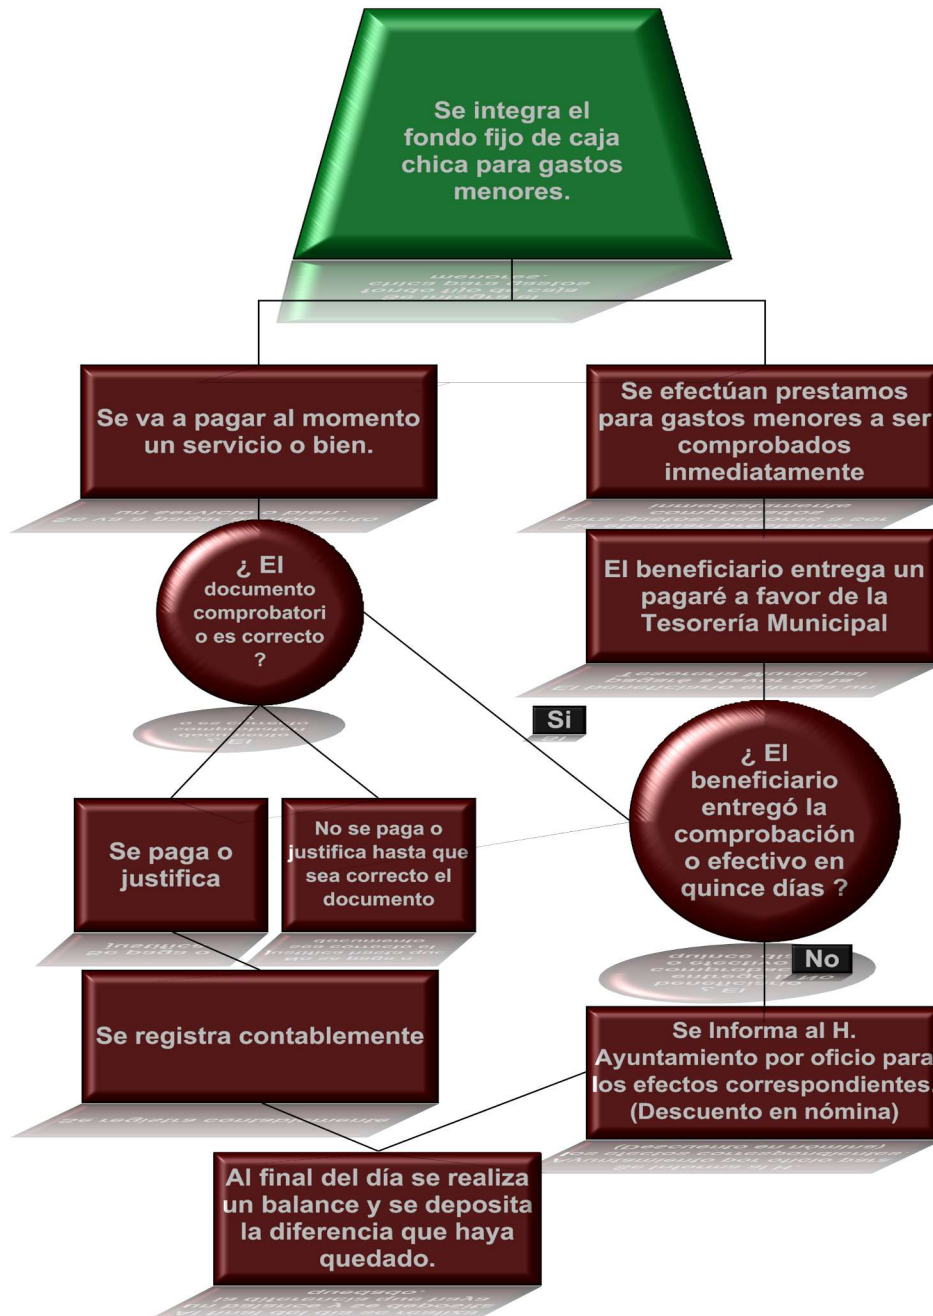 Se integra el
fondo fijo de caja
chica para gastos
menores.
Se va a pagar al momento
un servicio o bien.
Se efectúan prestamos
para gastos menores a ser
comprobados
inmediatamente
¿ El
documento
comprobatori
o es correcto
?
El beneficiario entrega un
pagaré a favor de la
Tesorería Municipal
Si
¿ El
beneficiario
entregó la
comprobación
o efectivo en
quince días ?
Se paga o
justifica
No se paga o
justifica hasta que
sea correcto el
documento
No
Se registra contablemente
Se Informa al H.
Ayuntamiento por oficio para
los efectos correspondientes.
(Descuento en nómina)
Al final del día se realiza
un balance y se deposita
la diferencia que haya
quedado.